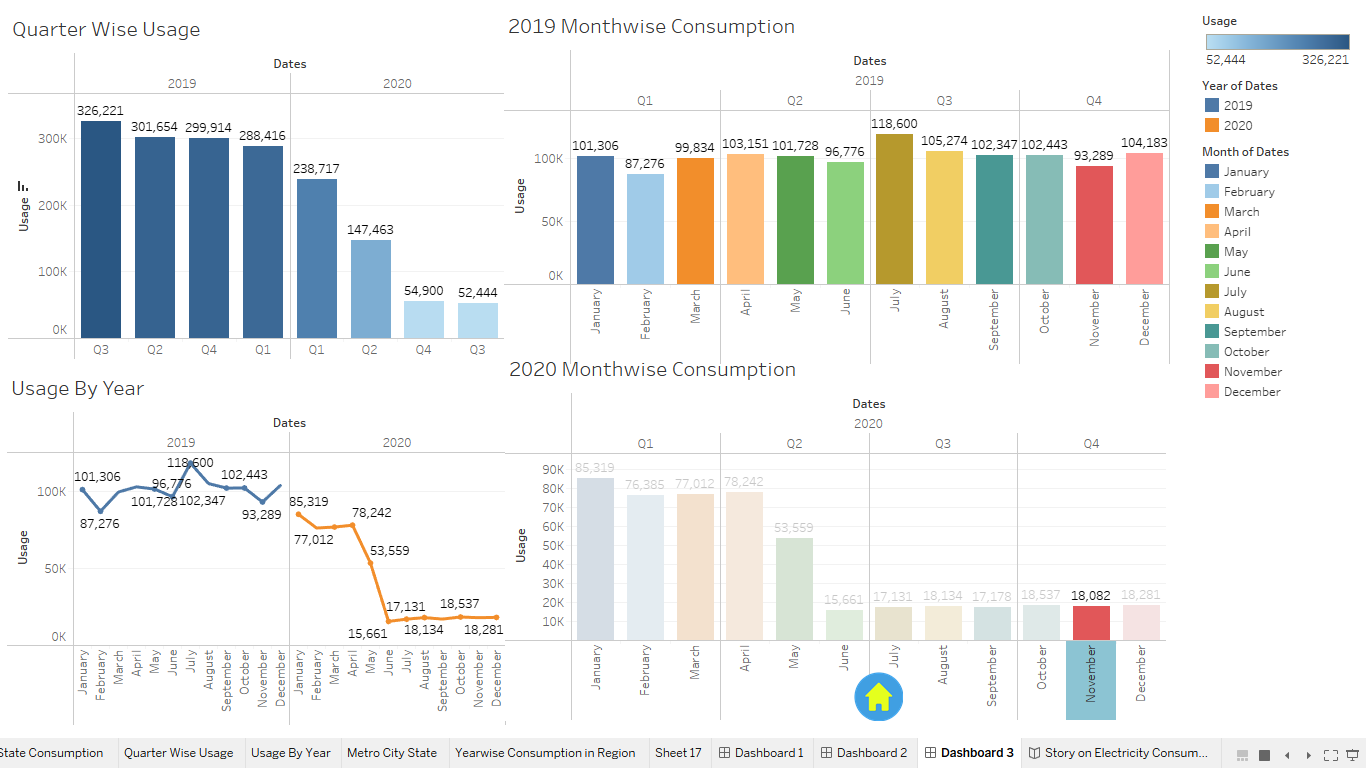 Quarter Wise Usage
Dates
2019
2020
Usage
300K
200K
100K
0K
326,221
301,654
299,914
288,416
238,717
147,463
54,900
52,444
Q3
Q2
Q4
Q1
Q1
Q2
Q4
Q3
2019 Monthwise Consumption
Dates
2019
Q1
Q2
Q3
Q4
Usage
100K
50K
0K
101,306
87,276
99,834
103,151
101,728
96,776
118,600
105,274
102,347
102,443
93,289
104,183
January
February
March
April
May
June
July
August
September
October
November
December
Usage
52,444
326,221
Year of Dates
2019
2020
Month of Dates
January
February
March
April
May
June
July
August
September
October
November
December
Usage By Year
Dates
2019
2020
Usage
100K
50K
0K
101,306
87,276
101,728
96,776
118,600
102,347
102,443
93,289
85,319
77,012
78,242
53,559
15,661
17,131
18,134
18,537
18,281
January
February
March
April
May
June
July
August
September
October
November
December
January
February
March
April
May
June
July
August
September
October
November
December
2020 Monthwise Consumption
Dates
2020
Q1
Q2
Q3
Q4
Usage
90K
80K
70K
60K
50K
40K
30K
20K
10K
85,319
76,385
77,012
78,242
53,559
15,661
17,131
18,134
17,178
18,537
18,082
18,281
January
February
March
April
May
June
July
August
September
October
November
December
State Consumption
Quarter Wise Usage
Usage By Year
Metro City State
Yearwise Consumption in Region
Sheet 17
Dashboard 1
Dashboard 2
Dashboard 3
Story on Electricity Consum...